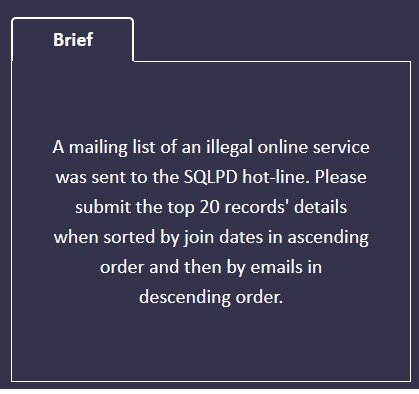 Brief
A mailing list of an illegal online service
was sent to the SQLPD hot-line. Please
submit the top 20 records' details
when sorted by join dates in ascending
order and then by emails in
descending order.